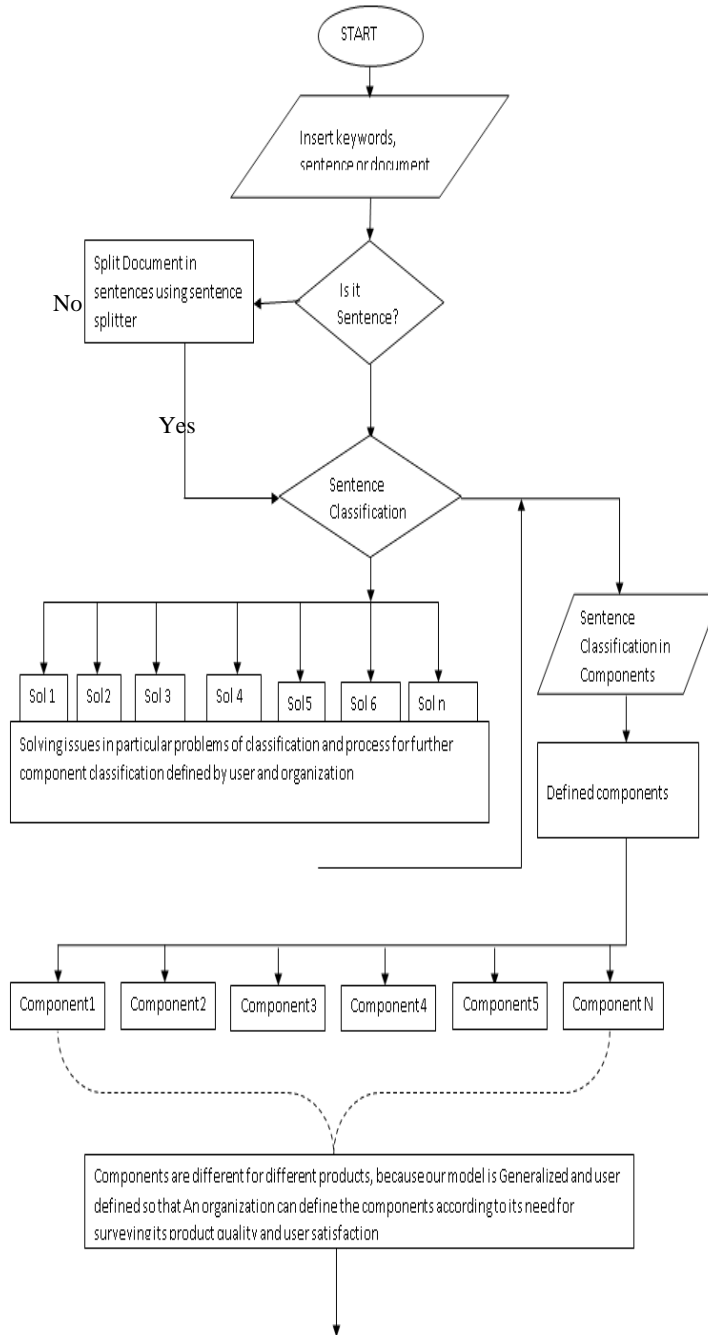 START
Insert keywords,
sentence or document
Split Document in
sentences using sentence
splitter
No
Is it
Sentence?
Yes
Sentence
Classification
Sentence
Classification in
Components
Sol 1 Sol2 Sol 3 Sol 4 Sol5 Sol 6 Sol n
Solving issues in particular problems of classification and process for further
component classification defined by user and organization
Defined components
Component1 Component2 Component3 Component4 Component5 Component N
Components are different for different products, because our model is Generalized and user
defined so that An organization can define the components according to its need for
surveying its product quality and user satisfaction